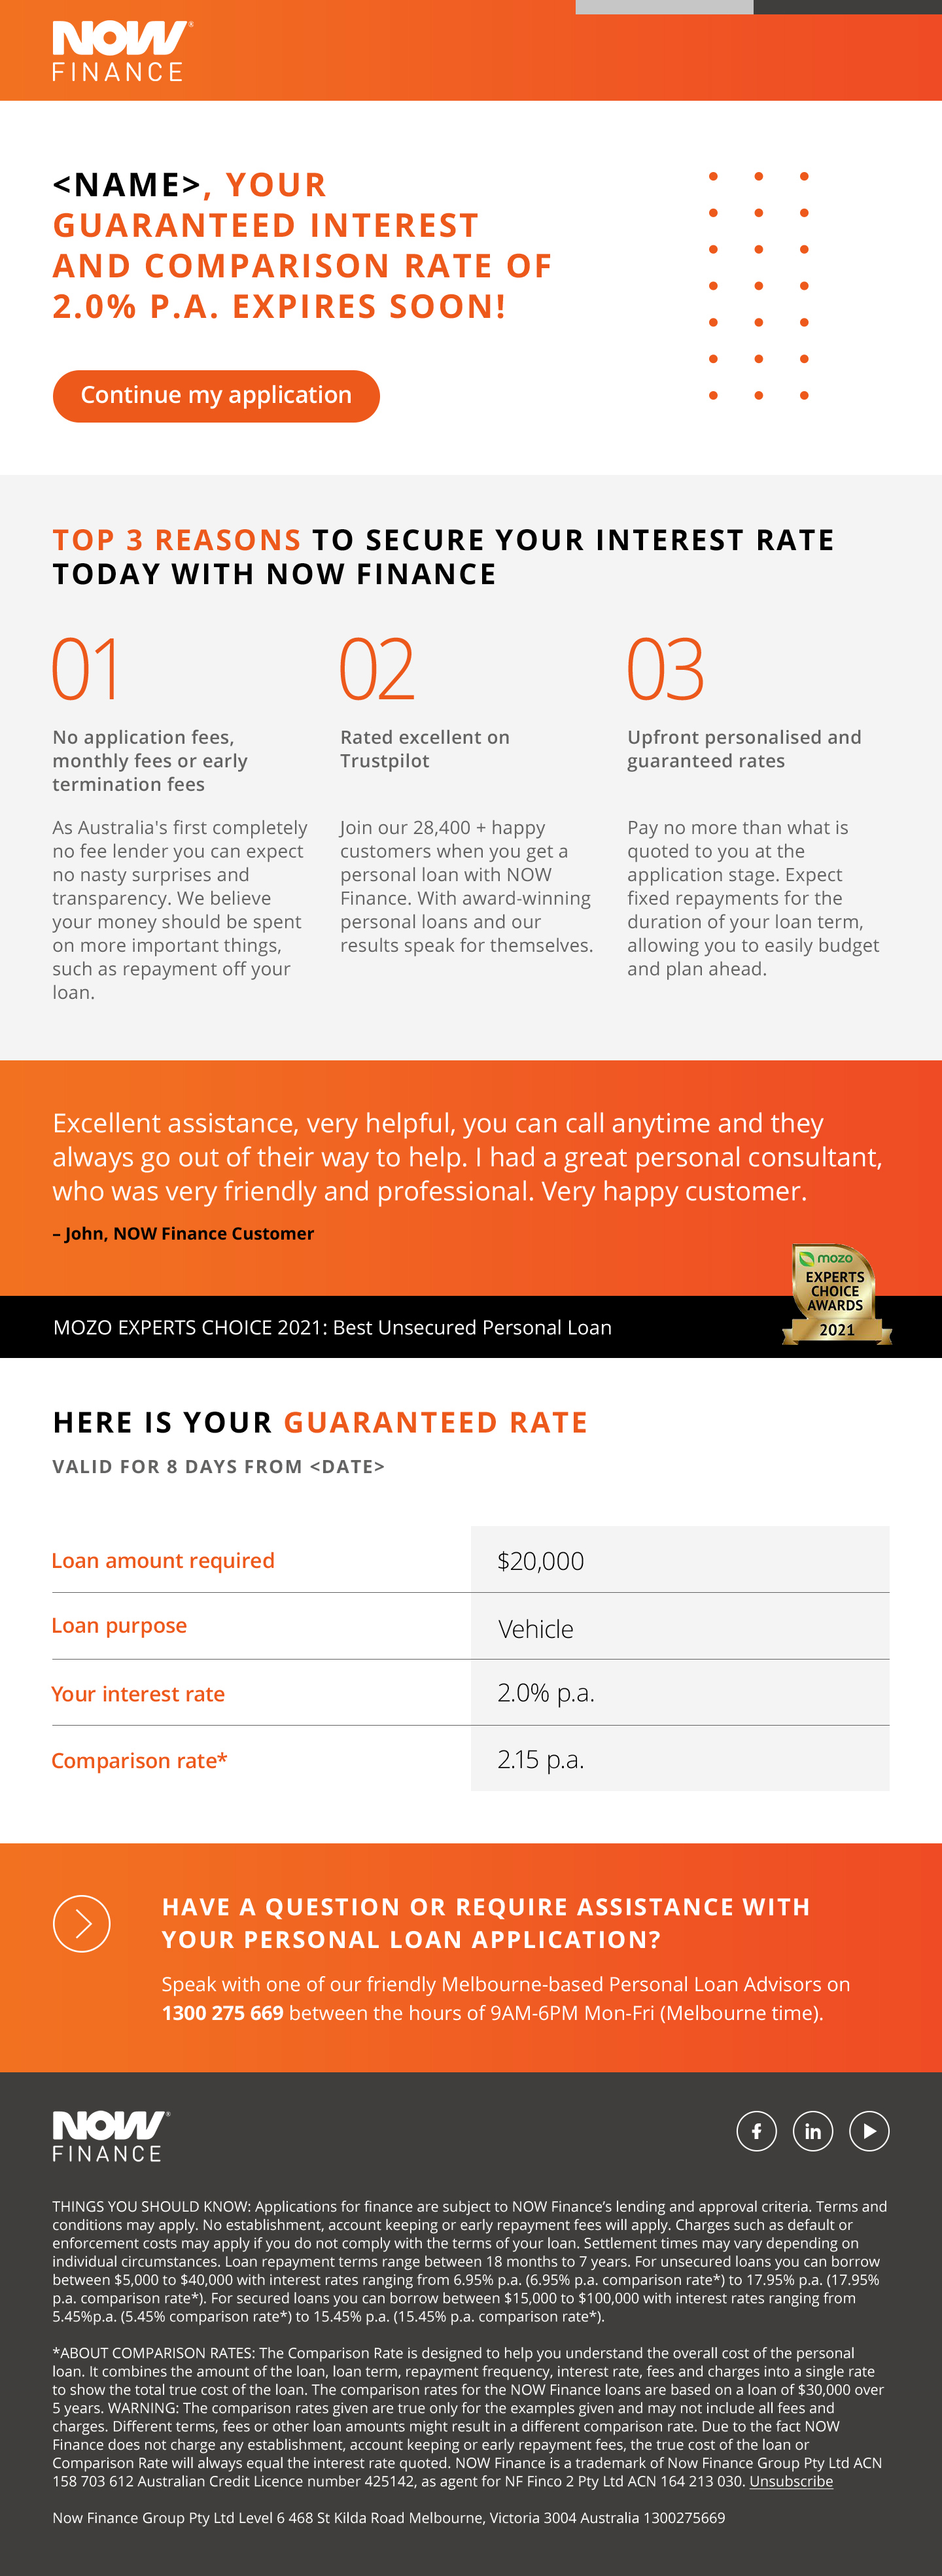 NOW®
FINANCE
<NAME>, YOUR
GUARANTEED INTEREST
AND COMPARISON RATE OF
2.0% P.A. EXPIRES SOON!
Continue my application
TOP 3 REASONS TO SECURE YOUR INTEREST RATE
TODAY WITH NOW FINANCE
01
No application fees,
monthly fees or early
termination fees
As Australia's first completely
no fee lender you can expect
no nasty surprises and
transparency. We believe
your money should be spent
on more important things,
such as repayment off your
loan.
02
Rated excellent on
Trustpilot
Join our 28,400 + happy
customers when you get a
personal loan with NOW
Finance. With award-winning
personal loans and our
results speak for themselves.
03
Upfront personalised and
guaranteed rates
Pay no more than what is
quoted to you at the
application stage. Expect
fixed repayments for the
duration of your loan term,
allowing you to easily budget
and plan ahead.
Excellent assistance, very helpful, you can call anytime and they
always go out of their way to help. I had a great personal consultant,
who was very friendly and professional. Very happy customer.
– John, NOW Finance Customer
MOZO EXPERTS CHOICE 2021: Best Unsecured Personal Loan
mozo
EXPERTS
CHOICE
AWARDS
2021
HERE IS YOUR GUARANTEED RATE
VALID FOR 8 DAYS FROM <DATE>
Loan amount required $20,000
Loan purpose Vehicle
Your interest rate 2.0% p.a.
Comparison rate* 2.15 p.a.
HAVE A QUESTION OR REQUIRE ASSISTANCE WITH
YOUR PERSONAL LOAN APPLICATION?
Speak with one of our friendly Melbourne-based Personal Loan Advisors on
1300 275 669 between the hours of 9AM-6PM Mon-Fri (Melbourne time).
NOW®
FINANCE
f in
THINGS YOU SHOULD KNOW: Applications for finance are subject to NOW Finance’s lending and approval criteria. Terms and
conditions may apply. No establishment, account keeping or early repayment fees will apply. Charges such as default or
enforcement costs may apply if you do not comply with the terms of your loan. Settlement times may vary depending on
individual circumstances. Loan repayment terms range between 18 months to 7 years. For unsecured loans you can borrow
between $5,000 to $40,000 with interest rates ranging from 6.95% p.a. (6.95% p.a. comparison rate*) to 17.95% p.a. (17.95%
p.a. comparison rate*). For secured loans you can borrow between $15,000 to $100,000 with interest rates ranging from
5.45%p.a. (5.45% comparison rate*) to 15.45% p.a. (15.45% p.a. comparison rate*).
*ABOUT COMPARISON RATES: The Comparison Rate is designed to help you understand the overall cost of the personal
loan. It combines the amount of the loan, loan term, repayment frequency, interest rate, fees and charges into a single rate
to show the total true cost of the loan. The comparison rates for the NOW Finance loans are based on a loan of $30,000 over
5 years. WARNING: The comparison rates given are true only for the examples given and may not include all fees and
charges. Different terms, fees or other loan amounts might result in a different comparison rate. Due to the fact NOW
Finance does not charge any establishment, account keeping or early repayment fees, the true cost of the loan or
Comparison Rate will always equal the interest rate quoted. NOW Finance is a trademark of Now Finance Group Pty Ltd ACN
158 703 612 Australian Credit Licence number 425142, as agent for NF Finco 2 Pty Ltd ACN 164 213 030. Unsubscribe
Now Finance Group Pty Ltd Level 6 468 St Kilda Road Melbourne, Victoria 3004 Australia 1300275669